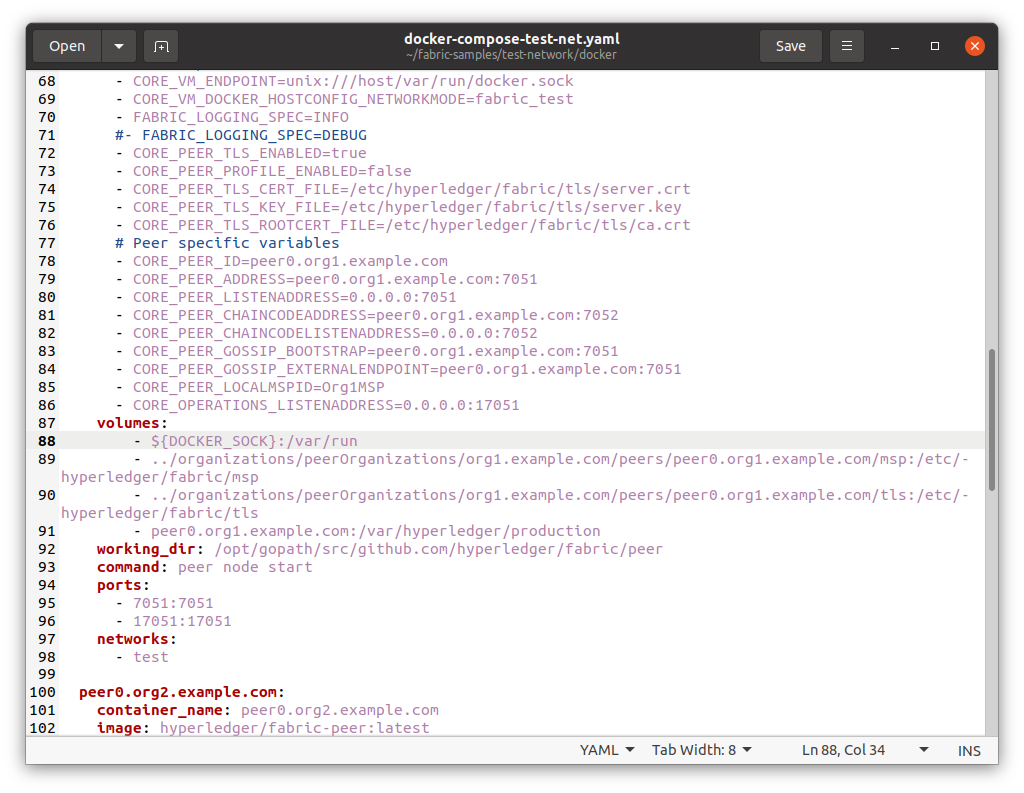 Open
docker-compose-test-net.yaml
~/fabric-samples/test-network/docker
Save
68 - CORE_VM_ENDPOINT=unix:///host/var/run/docker.sock
69 - CORE_VM_DOCKER_HOSTCONFIG_NETWORKMODE=fabric_test
70 - FABRIC_LOGGING_SPEC=INFO
71 #- FABRIC_LOGGING_SPEC=DEBUG
72 - CORE_PEER_TLS_ENABLED=true
73 - CORE_PEER_PROFILE_ENABLED=false
74 - CORE_PEER_TLS_CERT_FILE=/etc/hyperledger/fabric/tls/server.crt
75 - CORE_PEER_TLS_KEY_FILE=/etc/hyperledger/fabric/tls/server.key
76 - CORE_PEER_TLS_ROOTCERT_FILE=/etc/hyperledger/fabric/tls/ca.crt
77 # Peer specific variables
78 - CORE_PEER_ID=peer0.org1.example.com
79 - CORE_PEER_ADDRESS=peer0.org1.example.com:7051
80 - CORE_PEER_LISTENADDRESS=0.0.0.0:7051
81 - CORE_PEER_CHAINCODEADDRESS=peer0.org1.example.com:7052
82 - CORE_PEER_CHAINCODELISTENADDRESS=0.0.0.0:7052
83 - CORE_PEER_GOSSIP_BOOTSTRAP=peer0.org1.example.com:7051
84 - CORE_PEER_GOSSIP_EXTERNALENDPOINT=peer0.org1.example.com:7051
85 - CORE_PEER_LOCALMSPID=Org1MSP
86 - CORE_OPERATIONS_LISTENADDRESS=0.0.0.0:17051
87 volumes:
88 - ${DOCKER_SOCK}:/var/run
89 - ../organizations/peerOrganizations/org1.example.com/peers/peer0.org1.example.com/msp:/etc/-
hyperledger/fabric/msp
90 - ../organizations/peerOrganizations/org1.example.com/peers/peer0.org1.example.com/tls:/etc/-
hyperledger/fabric/tls
91 - peer0.org1.example.com:/var/hyperledger/production
92 working_dir: /opt/gopath/src/github.com/hyperledger/fabric/peer
93 command: peer node start
94 ports:
95 - 7051:7051
96 - 17051:17051
97 networks:
98 - test
99
100 peer0.org2.example.com:
101 container_name: peer0.org2.example.com
102 image: hyperledger/fabric-peer:latest
YAML Tab Width: 8 Ln 88, Col 34 INS